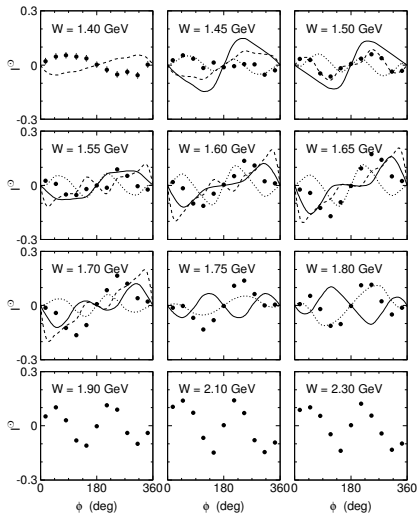 0.3 W = 1.40 GeV W = 1.45 GeV W = 1.50 GeV
I⊙
-0.3
0.3 W = 1.55 GeV W = 1.60 GeV W = 1.65 GeV
0
I⊙
-0.3
0.3 W = 1.70 GeV W = 1.75 GeV W = 1.80 GeV
0
I⊙
0.3 W = 1.90 GeV W = 2.10 GeV W = 2.30 GeV
0
I⊙
-0.3
0 180 360 0 180 360 0 180 360
ϕ (deg) ϕ (deg) ϕ (deg)